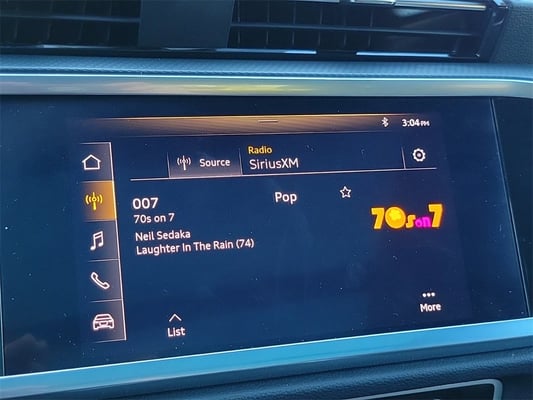 3:04 PM
Radio
Source SiriusXM
007 Pop
70s on 7
70s on 7
Neil Sedaka
Laughter In The Rain (74)
List
More